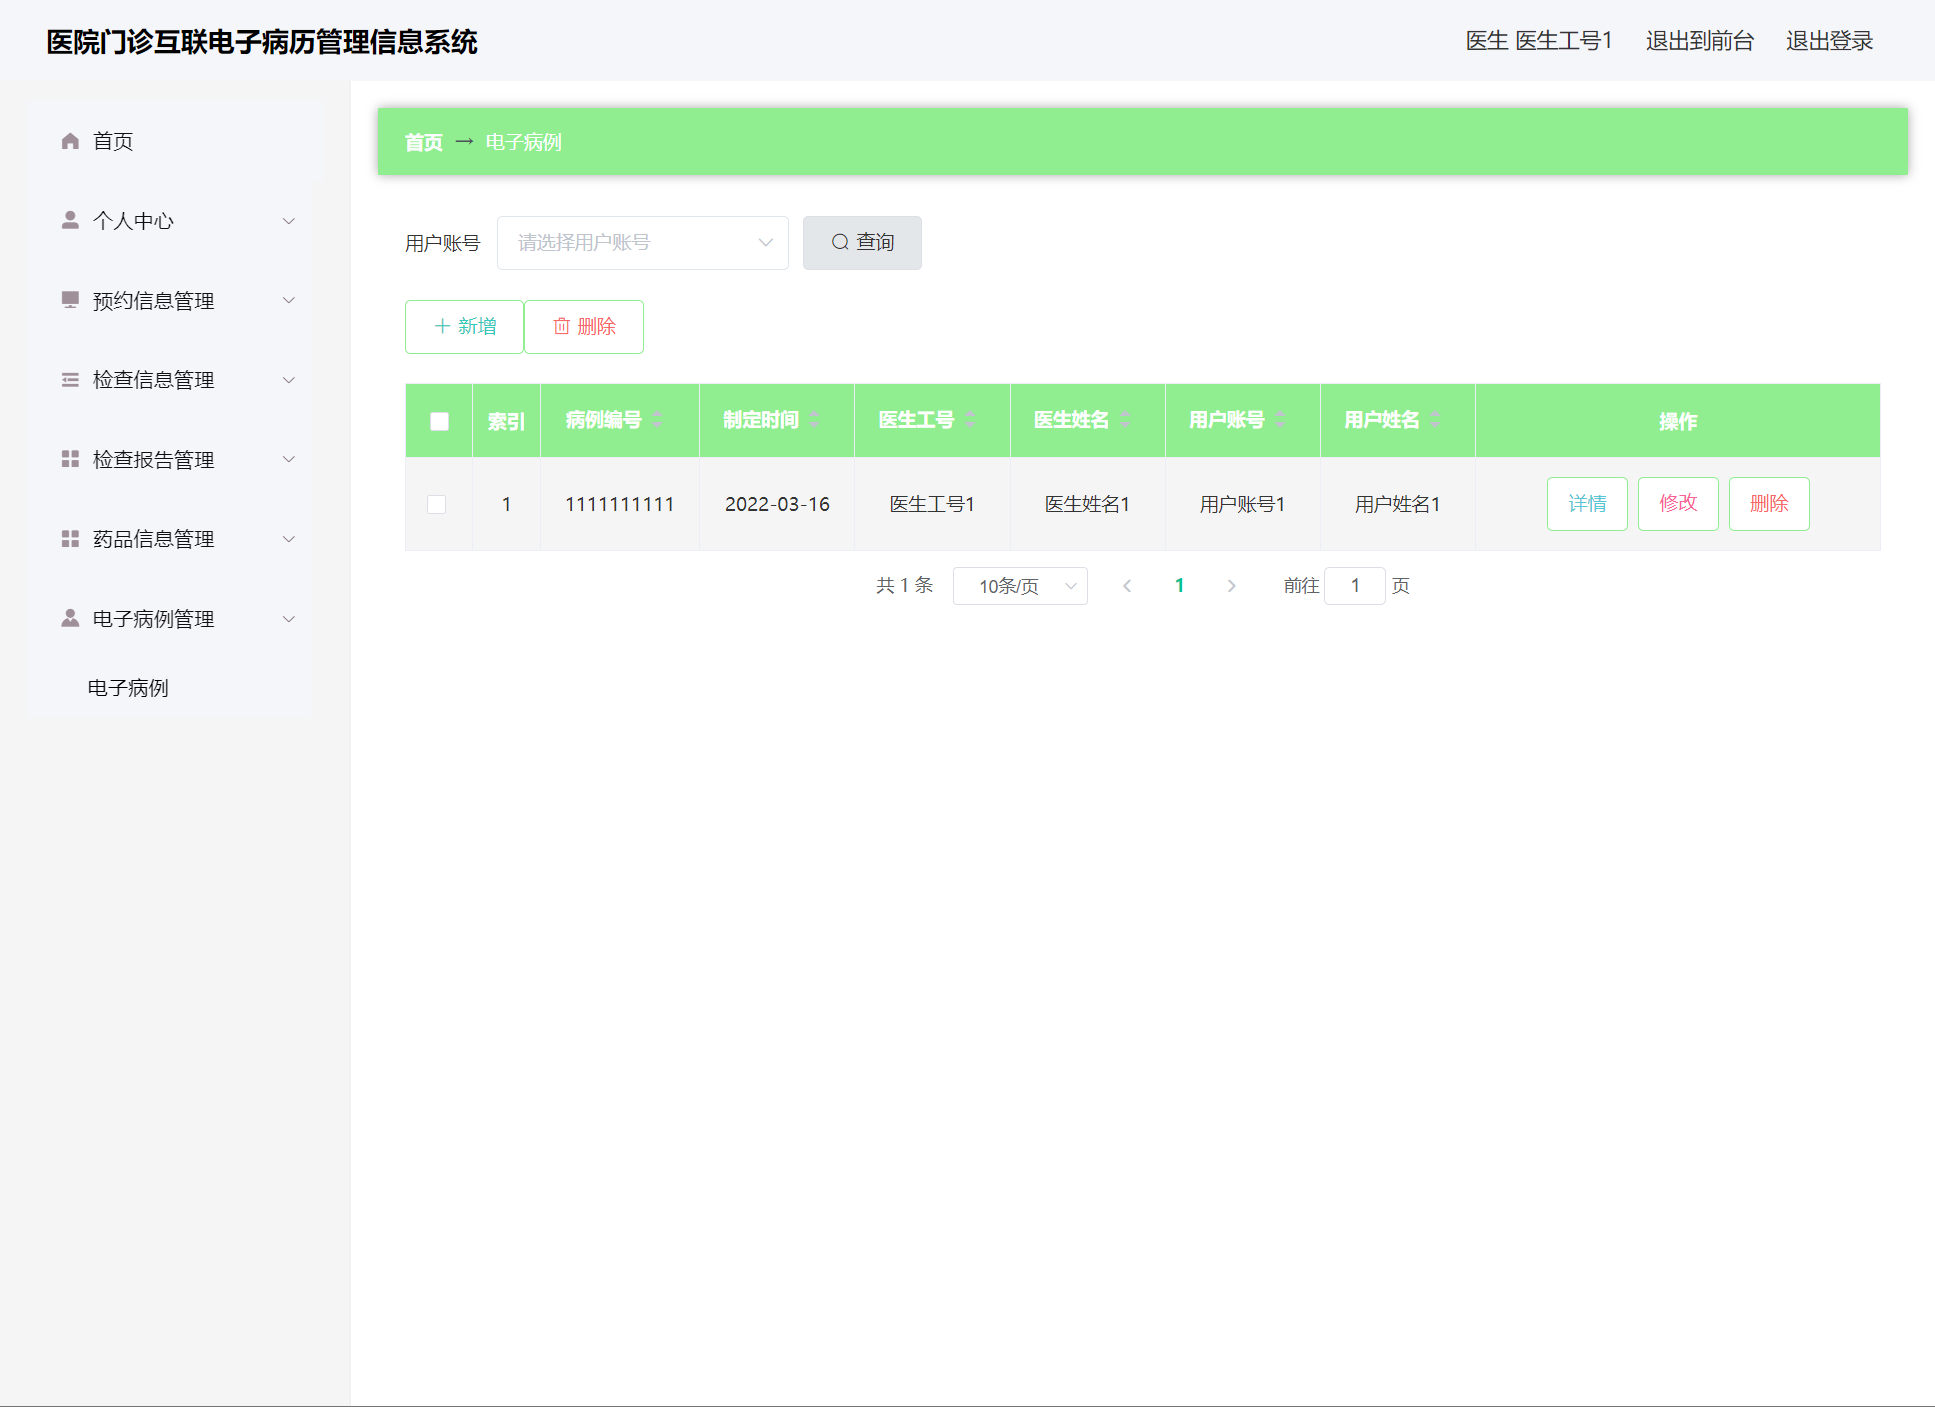 医院门诊互联电子病历管理信息系统
医生 医生工号1 退出到前台 退出登录
首页
个人中心
预约信息管理
检查信息管理
检查报告管理
药品信息管理
电子病例管理
电子病例
首页 → 电子病例
用户账号 请选择用户账号 查询
新增 删除
索引 病例编号 制定时间 医生工号 医生姓名 用户账号 用户姓名 操作
1 1111111111 2022-03-16 医生工号1 医生姓名1 用户账号1 用户姓名1 详情 修改 删除
共 1 条 10条/页 1 前往 1 页